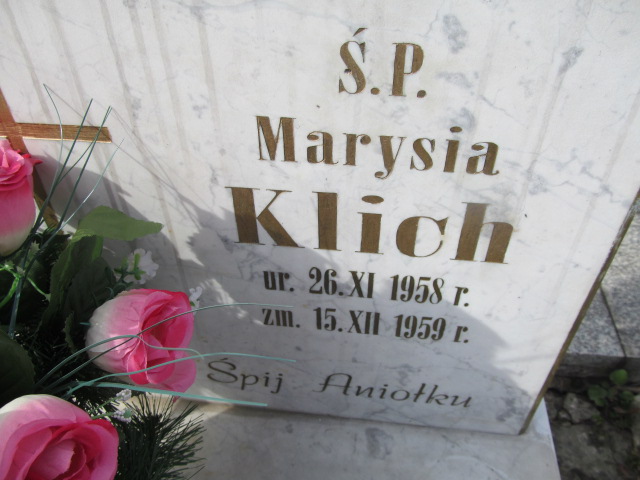 Ś.P.
Marysia
Klich
ur. 26.XI 1958 r.
zm. 15.XII 1959 r.
Śpij Aniołku